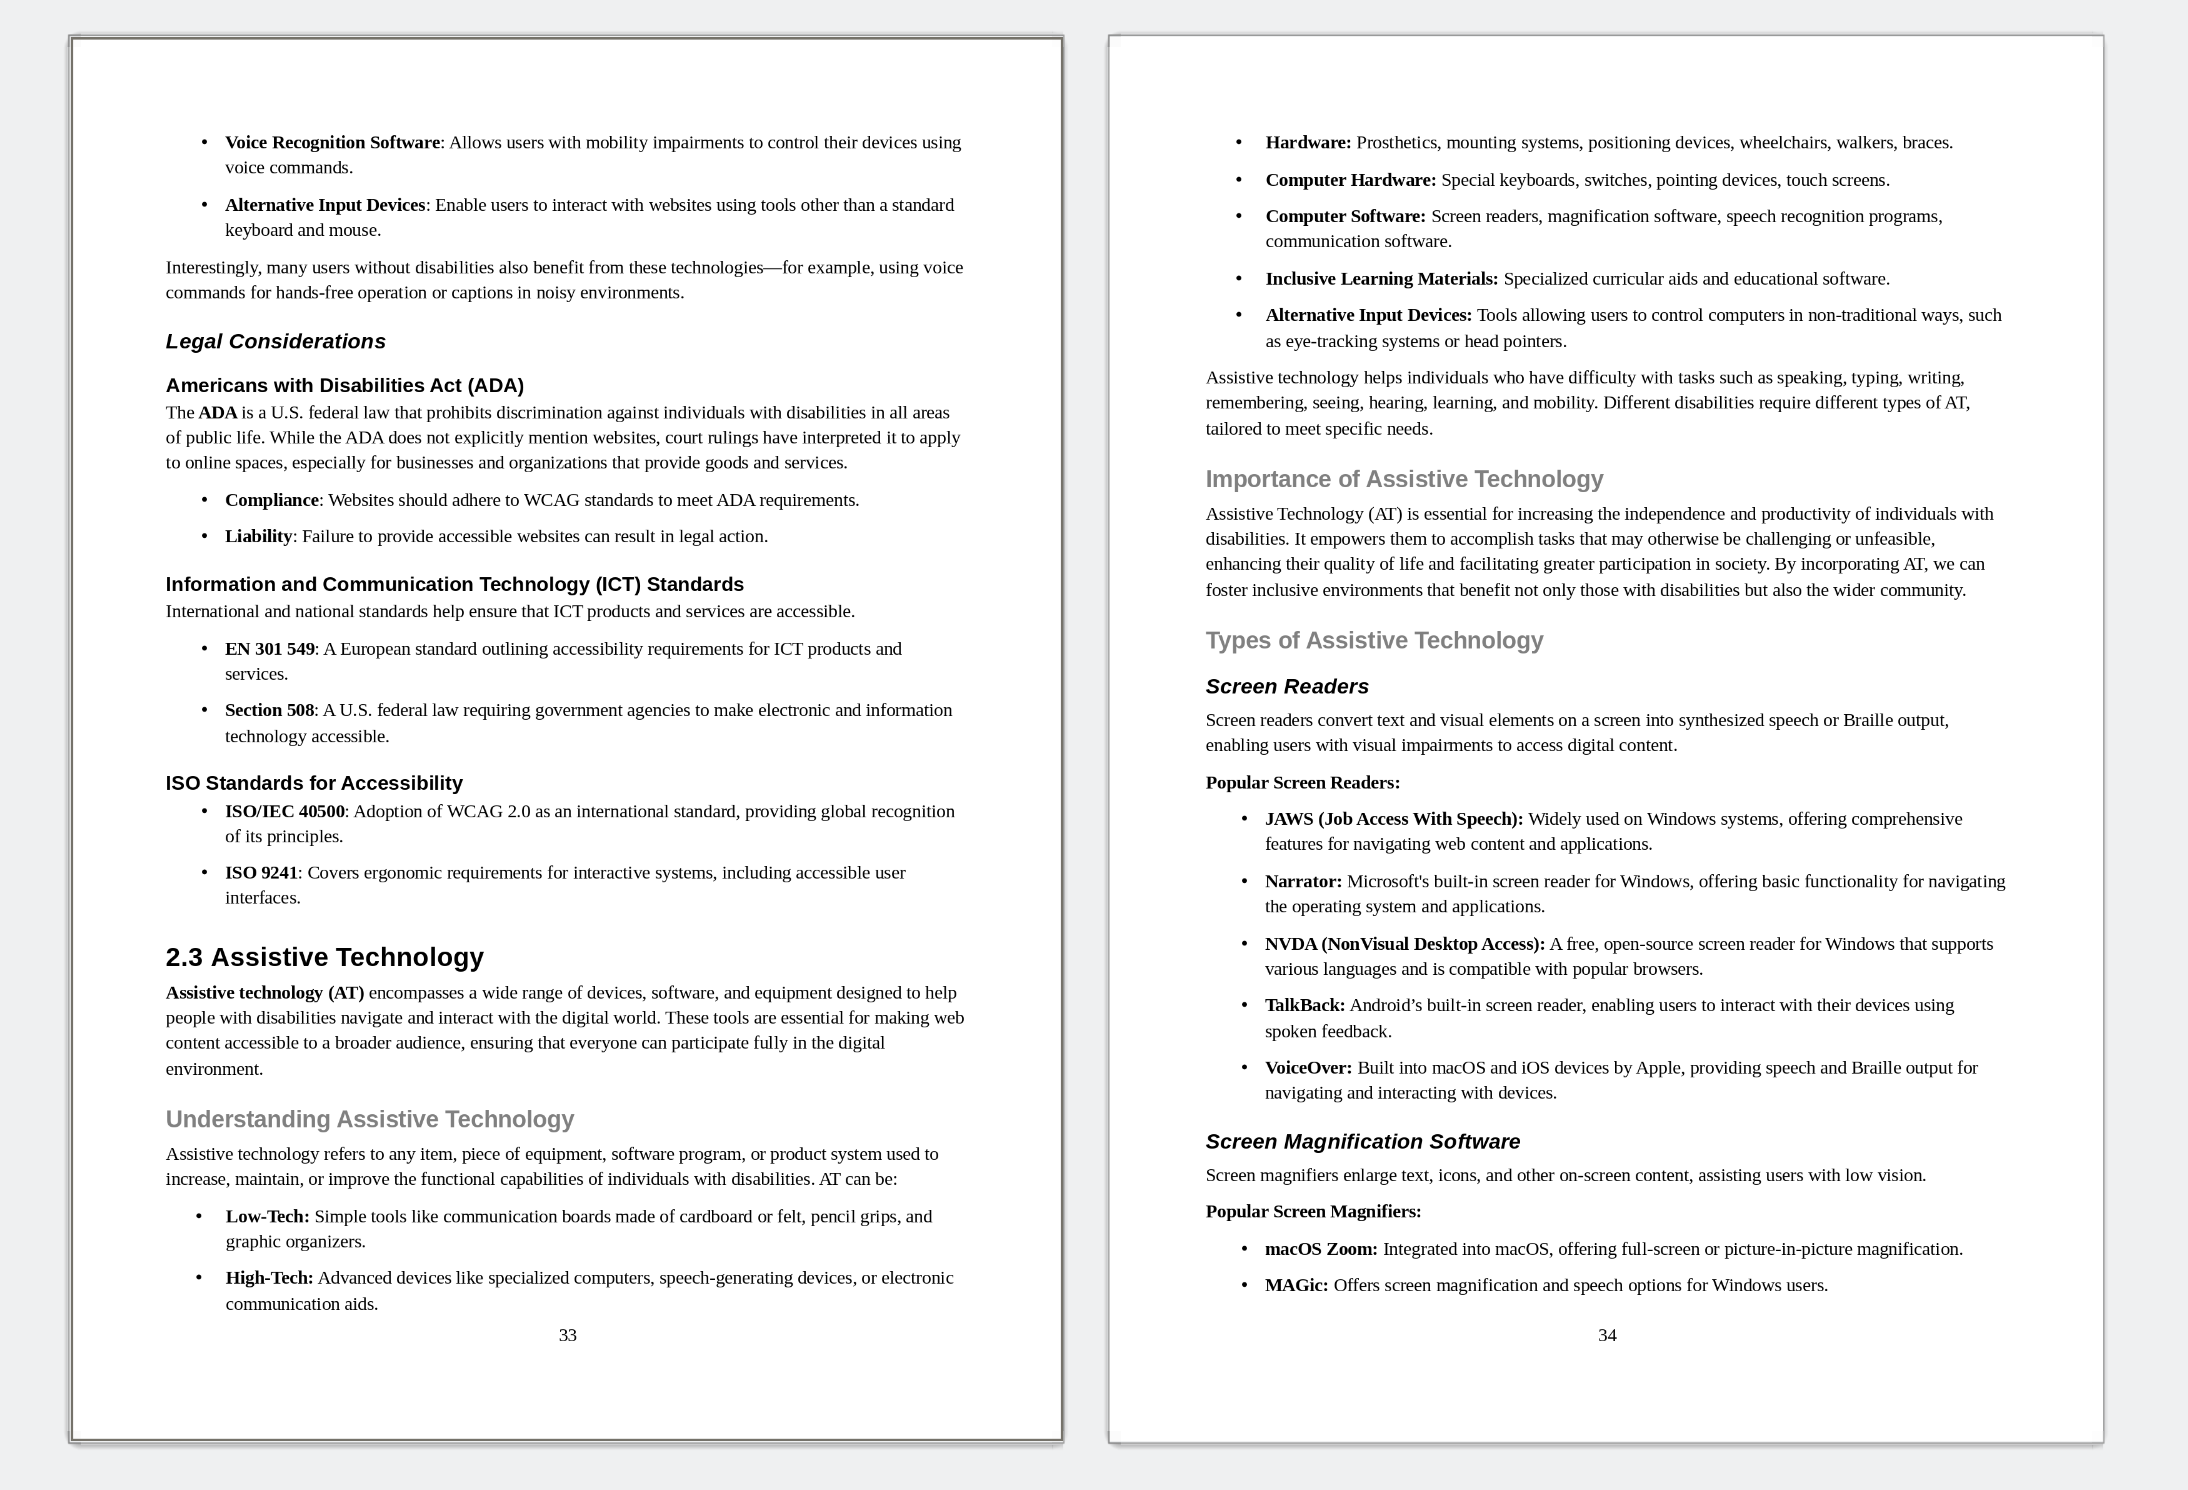 • Voice Recognition Software: Allows users with mobility impairments to control their devices using
voice commands.
• Alternative Input Devices: Enable users to interact with websites using tools other than a standard
keyboard and mouse.
Interestingly, many users without disabilities also benefit from these technologies—for example, using voice
commands for hands-free operation or captions in noisy environments.
Legal Considerations
Americans with Disabilities Act (ADA)
The ADA is a U.S. federal law that prohibits discrimination against individuals with disabilities in all areas
of public life. While the ADA does not explicitly mention websites, court rulings have interpreted it to apply
to online spaces, especially for businesses and organizations that provide goods and services.
• Compliance: Websites should adhere to WCAG standards to meet ADA requirements.
• Liability: Failure to provide accessible websites can result in legal action.
Information and Communication Technology (ICT) Standards
International and national standards help ensure that ICT products and services are accessible.
• EN 301 549: A European standard outlining accessibility requirements for ICT products and
services.
• Section 508: A U.S. federal law requiring government agencies to make electronic and information
technology accessible.
ISO Standards for Accessibility
• ISO/IEC 40500: Adoption of WCAG 2.0 as an international standard, providing global recognition
of its principles.
• ISO 9241: Covers ergonomic requirements for interactive systems, including accessible user
interfaces.
2.3 Assistive Technology
Assistive technology (AT) encompasses a wide range of devices, software, and equipment designed to help
people with disabilities navigate and interact with the digital world. These tools are essential for making web
content accessible to a broader audience, ensuring that everyone can participate fully in the digital
environment.
Understanding Assistive Technology
Assistive technology refers to any item, piece of equipment, software program, or product system used to
increase, maintain, or improve the functional capabilities of individuals with disabilities. AT can be:
• Low-Tech: Simple tools like communication boards made of cardboard or felt, pencil grips, and
graphic organizers.
• High-Tech: Advanced devices like specialized computers, speech-generating devices, or electronic
communication aids.
33
• Hardware: Prosthetics, mounting systems, positioning devices, wheelchairs, walkers, braces.
• Computer Hardware: Special keyboards, switches, pointing devices, touch screens.
• Computer Software: Screen readers, magnification software, speech recognition programs,
communication software.
• Inclusive Learning Materials: Specialized curricular aids and educational software.
• Alternative Input Devices: Tools allowing users to control computers in non-traditional ways, such
as eye-tracking systems or head pointers.
Assistive technology helps individuals who have difficulty with tasks such as speaking, typing, writing,
remembering, seeing, hearing, learning, and mobility. Different disabilities require different types of AT,
tailored to meet specific needs.
Importance of Assistive Technology
Assistive Technology (AT) is essential for increasing the independence and productivity of individuals with
disabilities. It empowers them to accomplish tasks that may otherwise be challenging or unfeasible,
enhancing their quality of life and facilitating greater participation in society. By incorporating AT, we can
foster inclusive environments that benefit not only those with disabilities but also the wider community.
Types of Assistive Technology
Screen Readers
Screen readers convert text and visual elements on a screen into synthesized speech or Braille output,
enabling users with visual impairments to access digital content.
Popular Screen Readers:
• JAWS (Job Access With Speech): Widely used on Windows systems, offering comprehensive
features for navigating web content and applications.
• Narrator: Microsoft's built-in screen reader for Windows, offering basic functionality for navigating
the operating system and applications.
• NVDA (NonVisual Desktop Access): A free, open-source screen reader for Windows that supports
various languages and is compatible with popular browsers.
• TalkBack: Android’s built-in screen reader, enabling users to interact with their devices using
spoken feedback.
• VoiceOver: Built into macOS and iOS devices by Apple, providing speech and Braille output for
navigating and interacting with devices.
Screen Magnification Software
Screen magnifiers enlarge text, icons, and other on-screen content, assisting users with low vision.
Popular Screen Magnifiers:
• macOS Zoom: Integrated into macOS, offering full-screen or picture-in-picture magnification.
• MAGic: Offers screen magnification and speech options for Windows users.
34